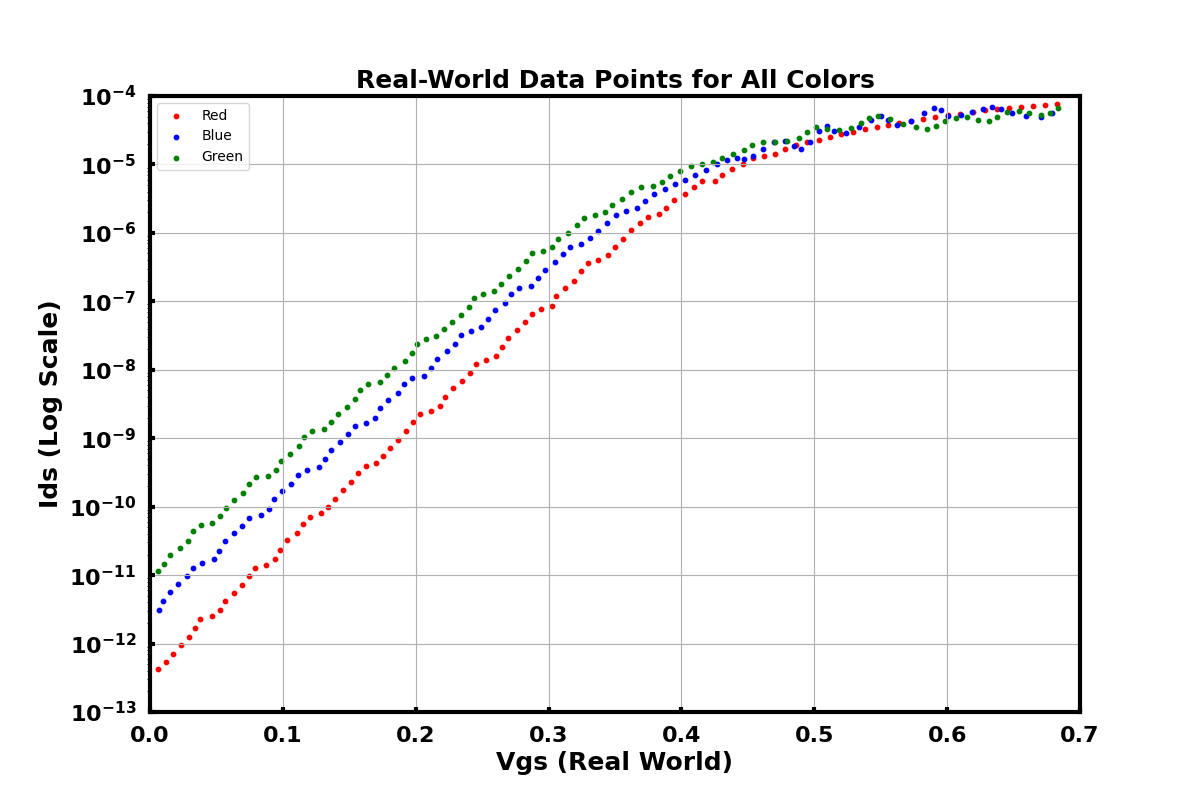 Real-World Data Points for All Colors
10⁻⁴
10⁻⁵
10⁻⁶
10⁻⁷
10⁻⁸
10⁻⁹
10⁻¹⁰
10⁻¹¹
10⁻¹²
10⁻¹³
Ids (Log Scale)
Red
Blue
Green
0.0 0.1 0.2 0.3 0.4 0.5 0.6 0.7
Vgs (Real World)